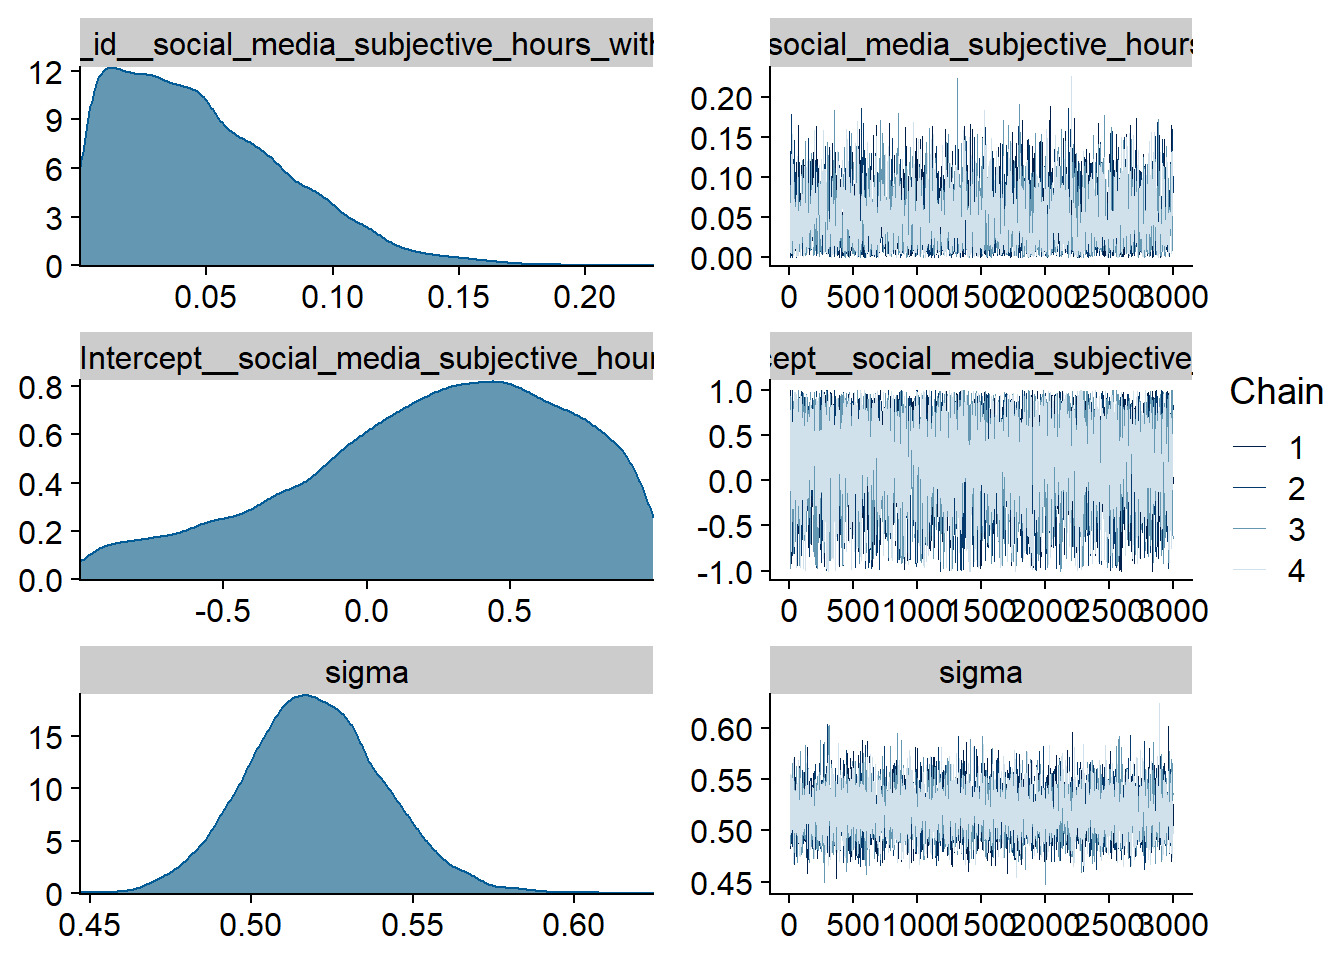 _id__social_media_subjective_hours_with
social_media_subjective_hours
12
9
6
3
0
0.05 0.10 0.15 0.20
0.20
0.15
0.10
0.05
0.00
0 500 1000 1500 2000 2500 3000
Intercept__social_media_subjective_hour
cept__social_media_subjective_
0.8
0.6
0.4
0.2
0.0
-0.5 0.0 0.5
1.0
0.5
0.0
-0.5
-1.0
0 500 1000 1500 2000 2500 3000
Chain
1
2
3
4
sigma
sigma
15
10
5
0
0.45 0.50 0.55 0.60
0.60
0.55
0.50
0.45
0 500 1000 1500 2000 2500 3000